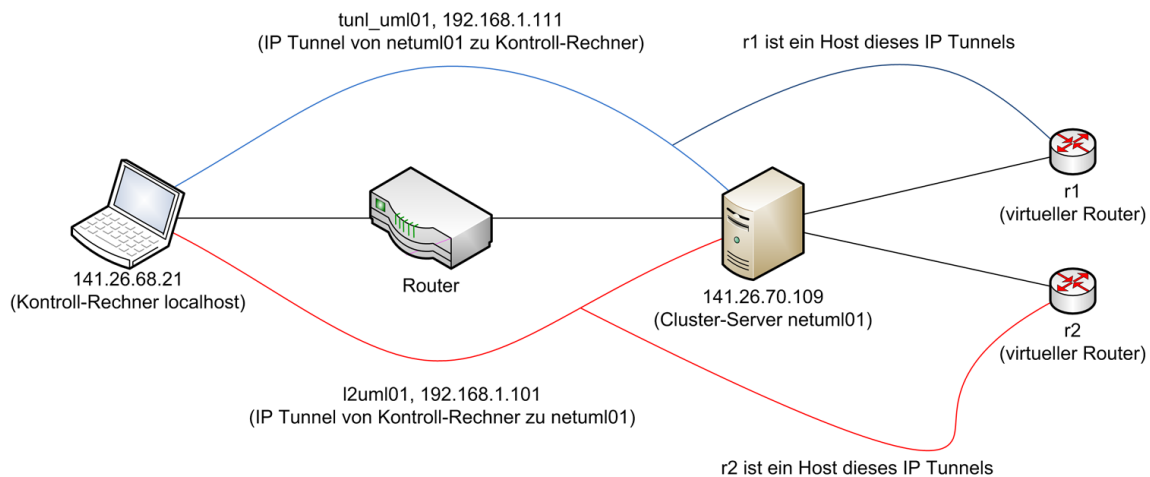 tunl_uml01, 192.168.1.111
(IP Tunnel von netuml01 zu Kontroll-Rechner)
r1 ist ein Host dieses IP Tunnels
r1
(virtueller Router)
141.26.68.21
(Kontroll-Rechner localhost)
Router
141.26.70.109
(Cluster-Server netuml01)
r2
(virtueller Router)
l2uml01, 192.168.1.101
(IP Tunnel von Kontroll-Rechner zu netuml01)
r2 ist ein Host dieses IP Tunnels